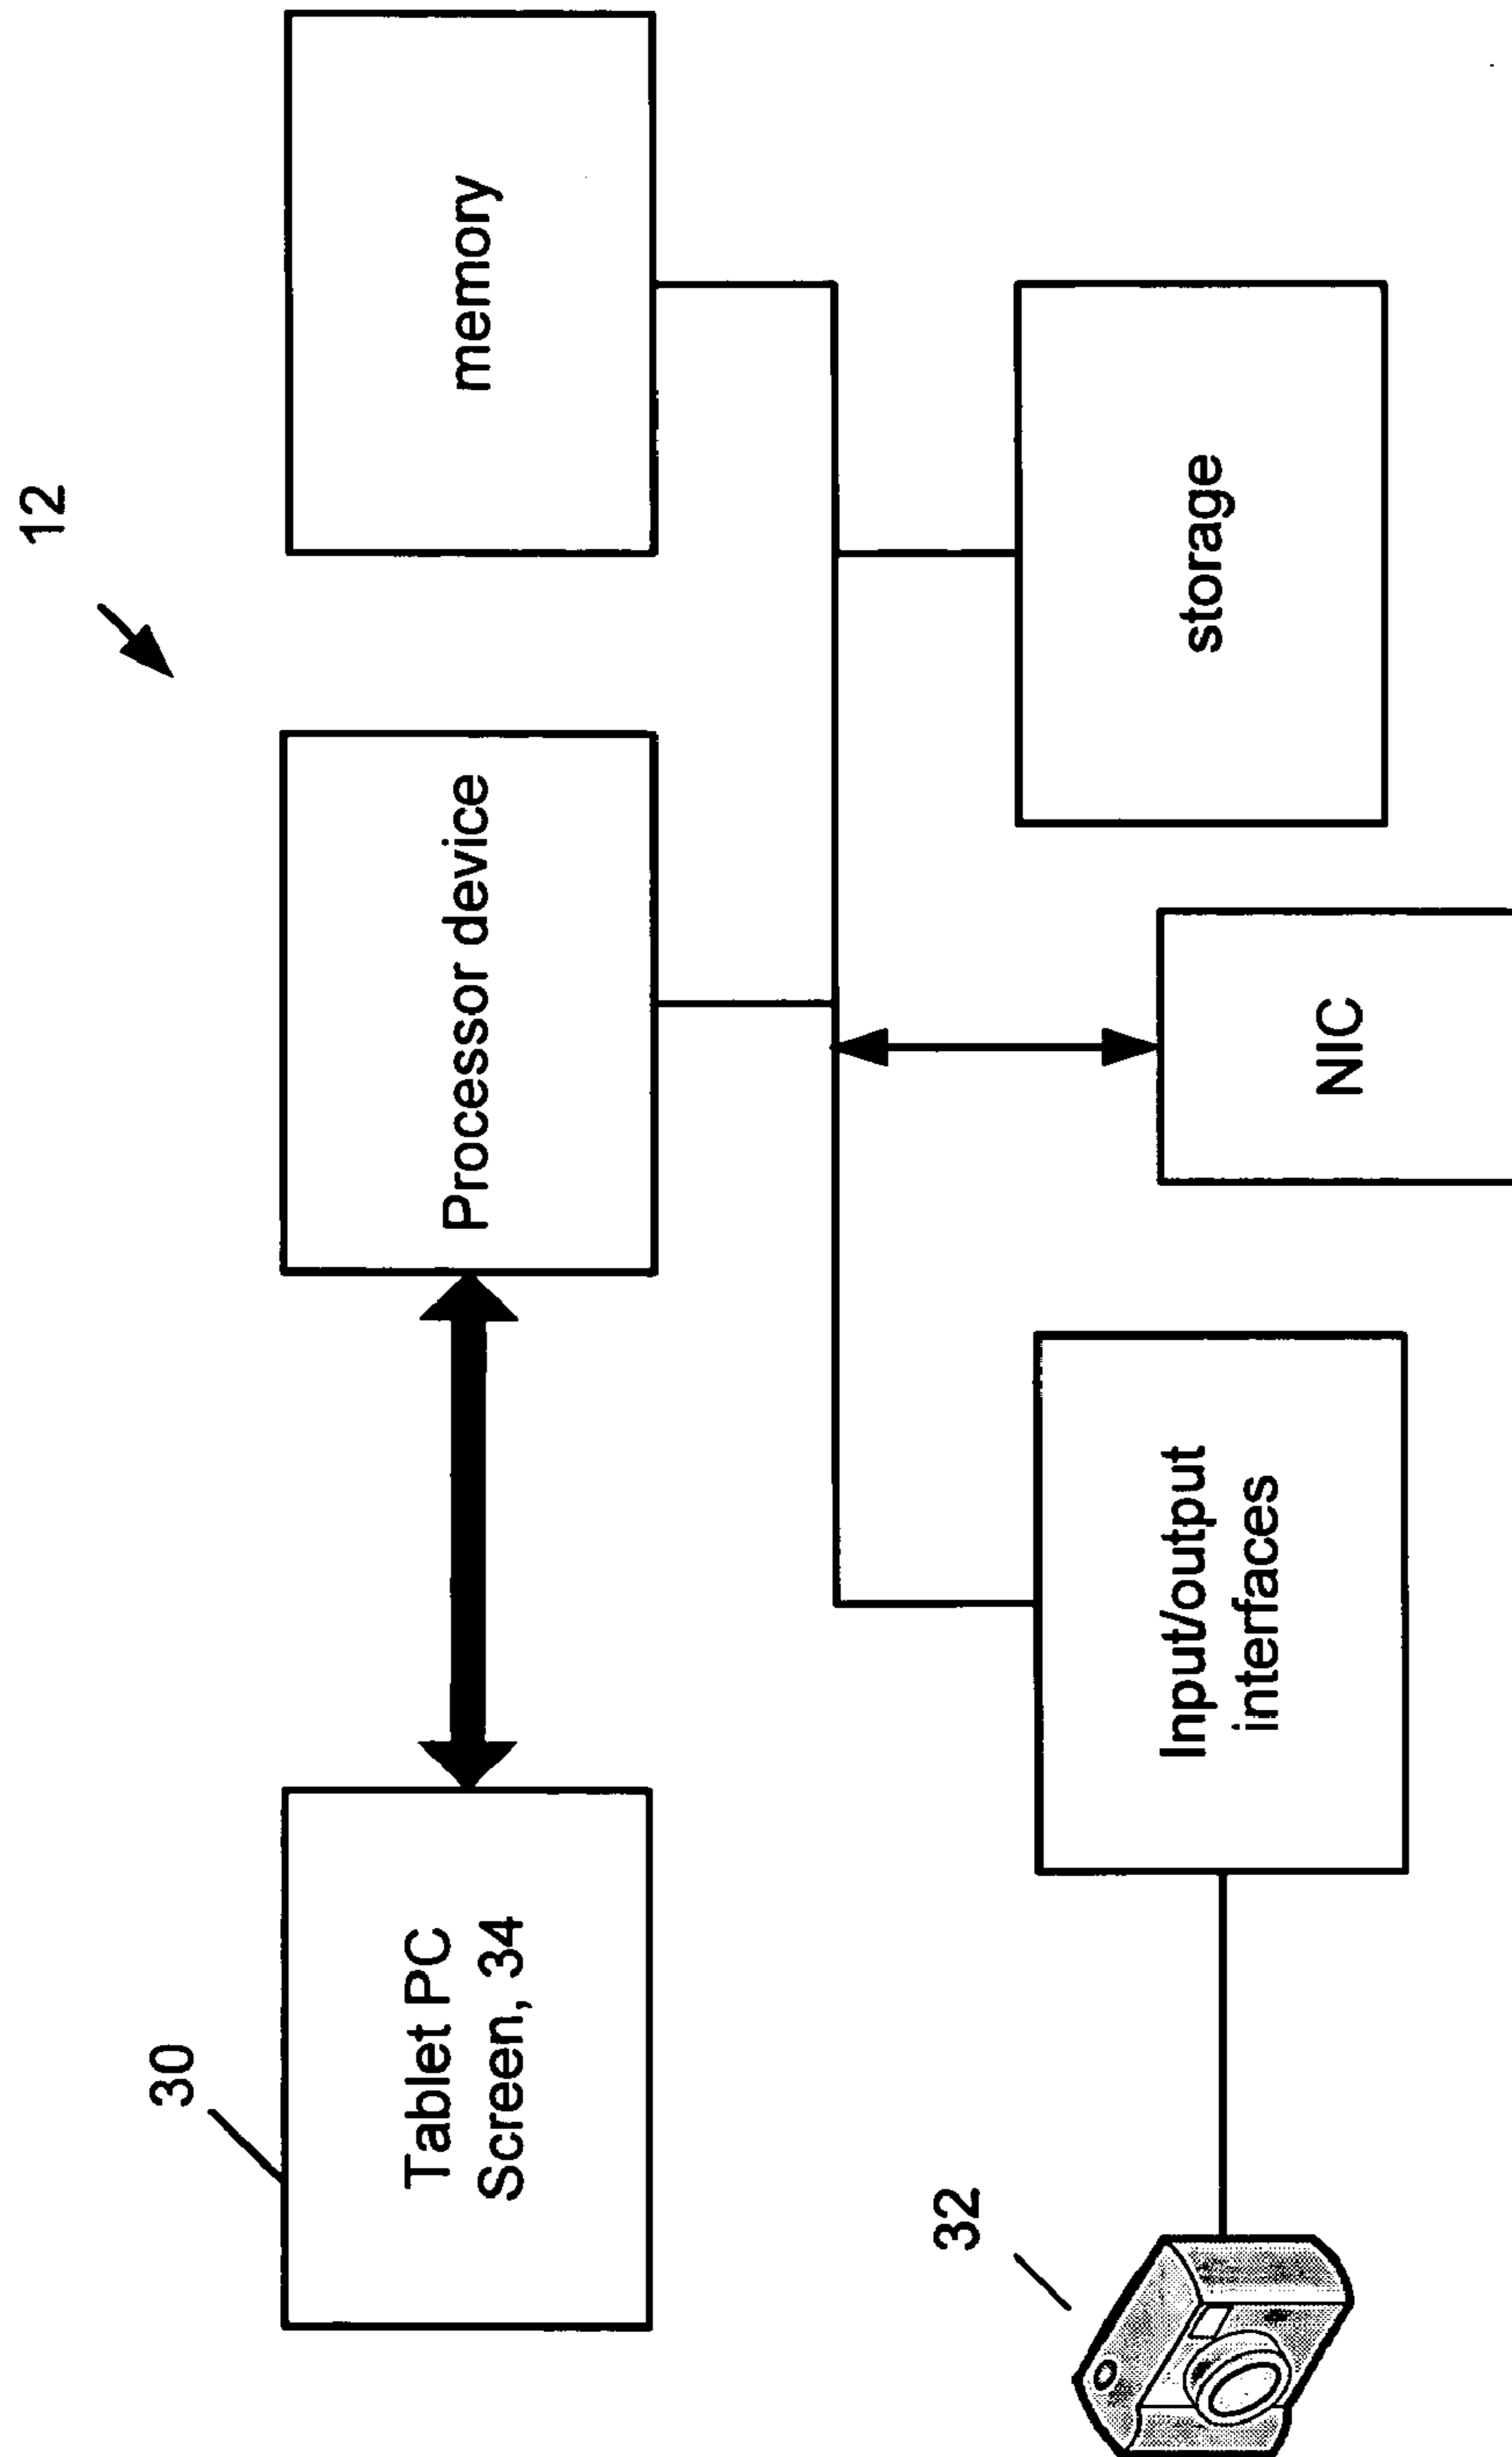 12
30
Tablet PC
Screen, 34
Processor device
memory
32
Input/output
interfaces
NIC
storage